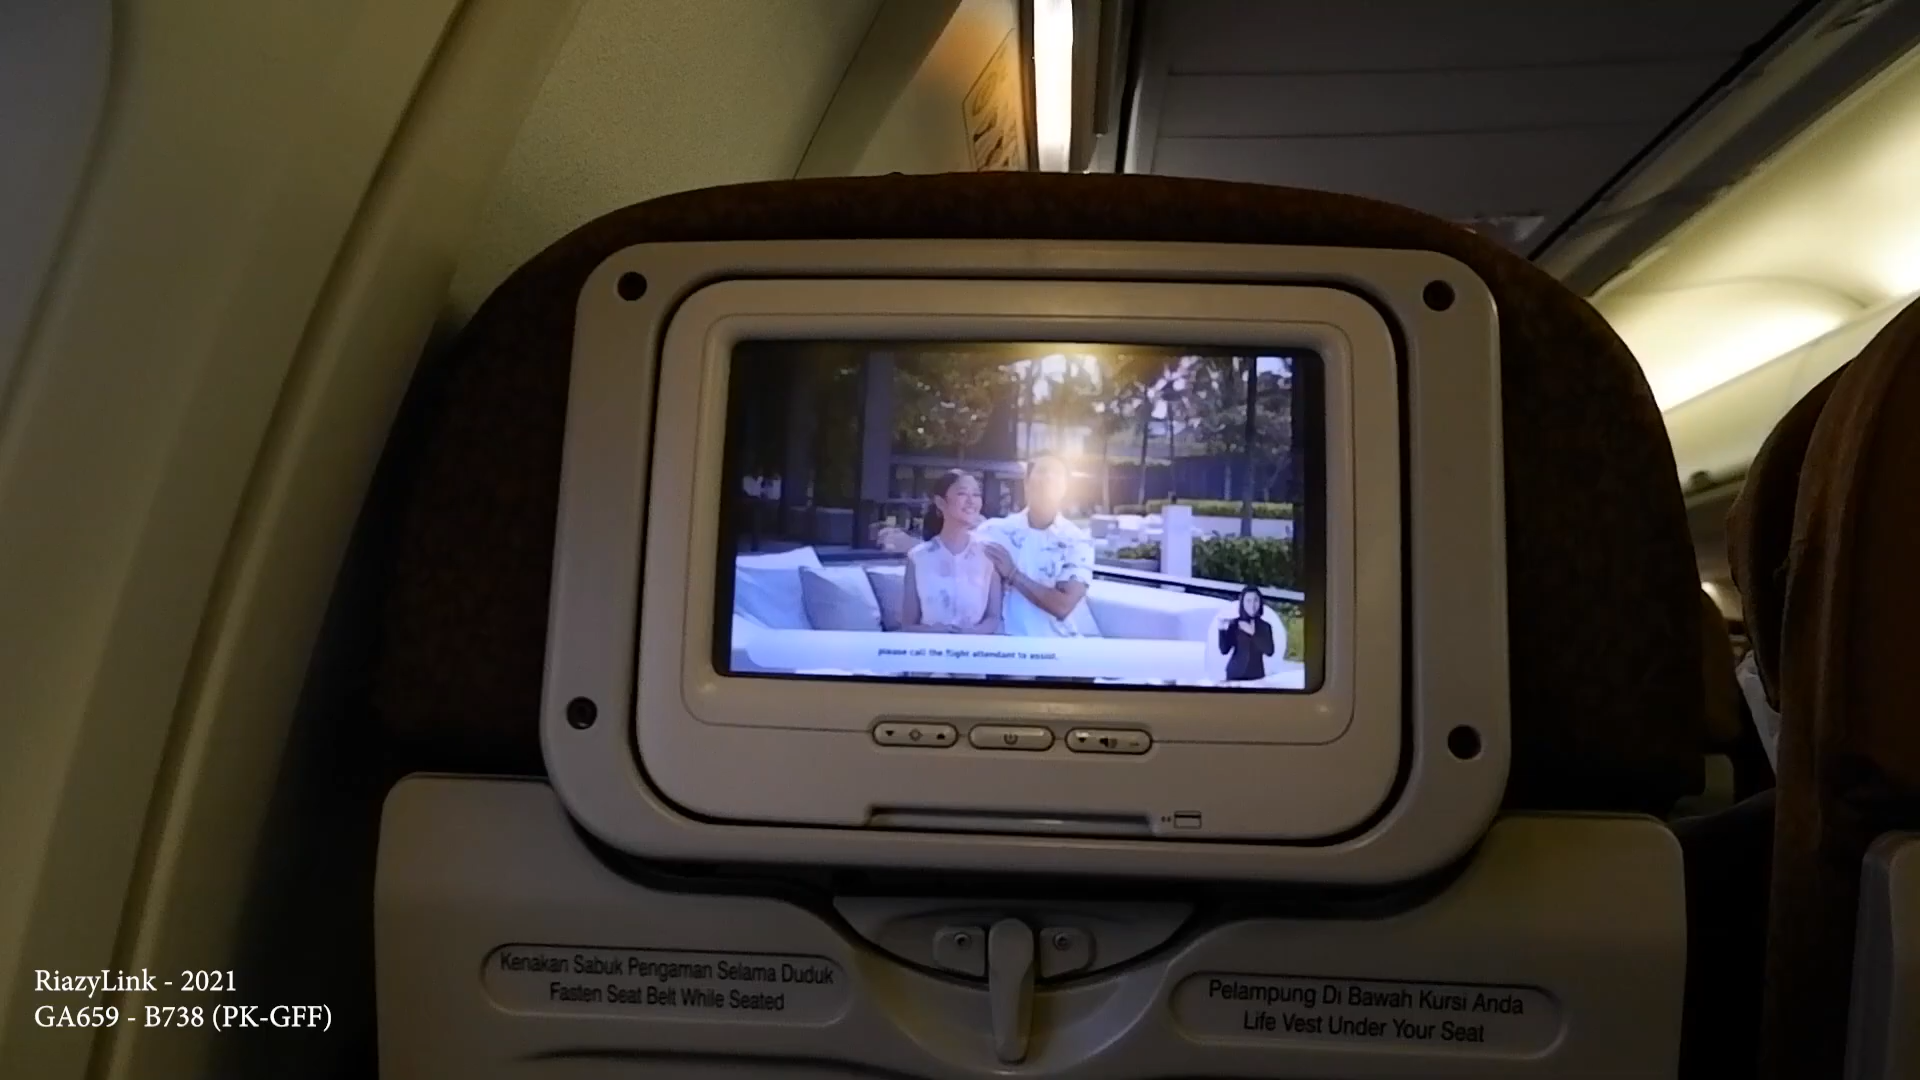 please call the flight attendant to assist.
Kenakan Sabuk Pengaman Selama Duduk
Fasten Seat Belt While Seated
Pelampung Di Bawah Kursi Anda
Life Vest Under Your Seat
RiazyLink - 2021
GA659 - B738 (PK-GFF)